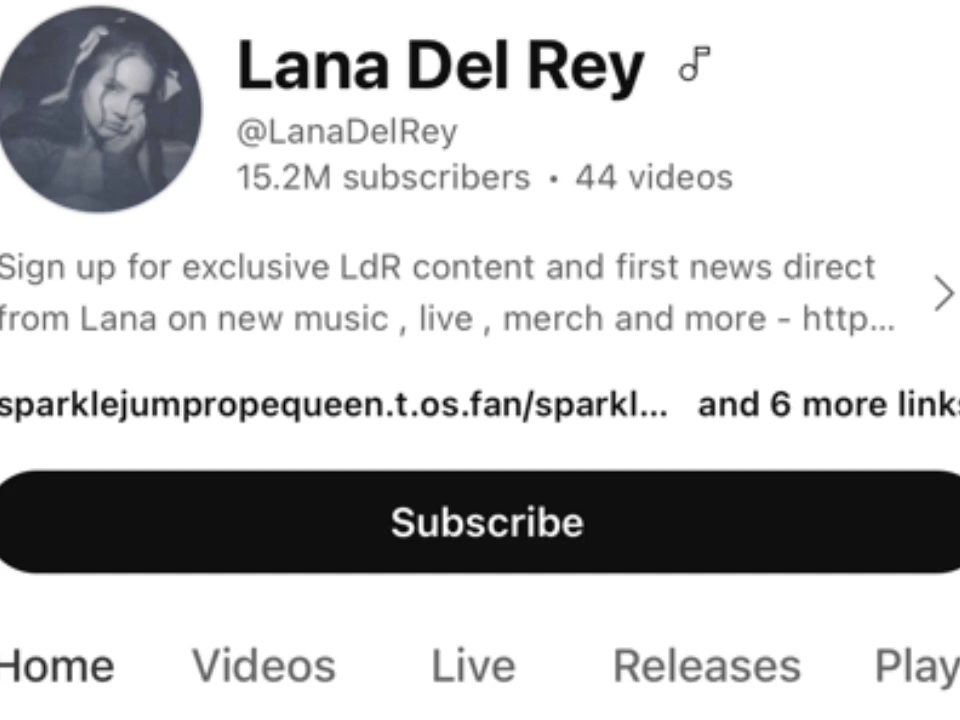 Lana Del Rey
@LanaDelRey
15.2M subscribers • 44 videos
Sign up for exclusive LdR content and first news direct
from Lana on new music , live , merch and more - http...
sparklejumpropequeen.t.os.fan/sparkl... and 6 more links
Subscribe
Home Videos Live Releases Play